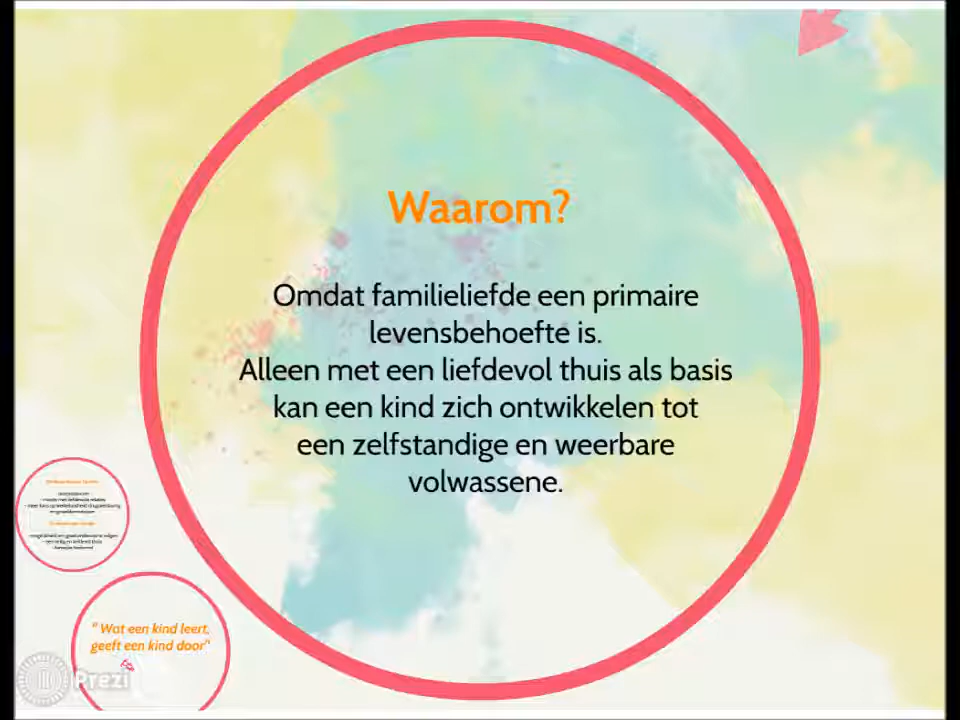 Waarom?
Omdat familieliefde een primaire
levensbehoefte is.
Alleen met een liefdevol thuis als basis
kan een kind zich ontwikkelen tot
een zelfstandige en weerbare
volwassene.
" Wat een kind leert,
geeft een kind door"
Prezi